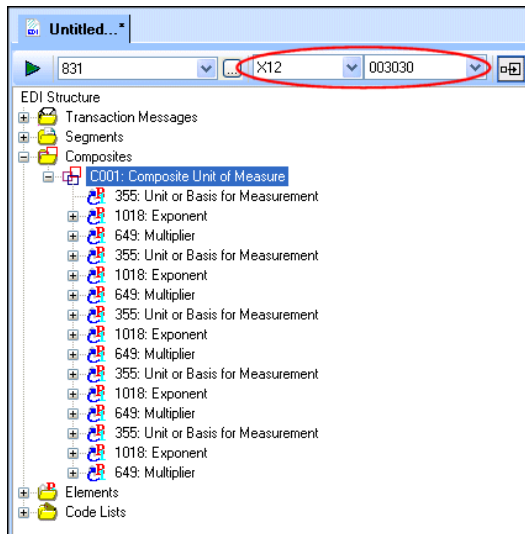 EDI Untitled...*
831 ... X12 003030
EDI Structure
Transaction Messages
Segments
Composites
C001: Composite Unit of Measure
355: Unit or Basis for Measurement
1018: Exponent
649: Multiplier
355: Unit or Basis for Measurement
1018: Exponent
649: Multiplier
355: Unit or Basis for Measurement
1018: Exponent
649: Multiplier
355: Unit or Basis for Measurement
1018: Exponent
649: Multiplier
355: Unit or Basis for Measurement
1018: Exponent
649: Multiplier
Elements
Code Lists